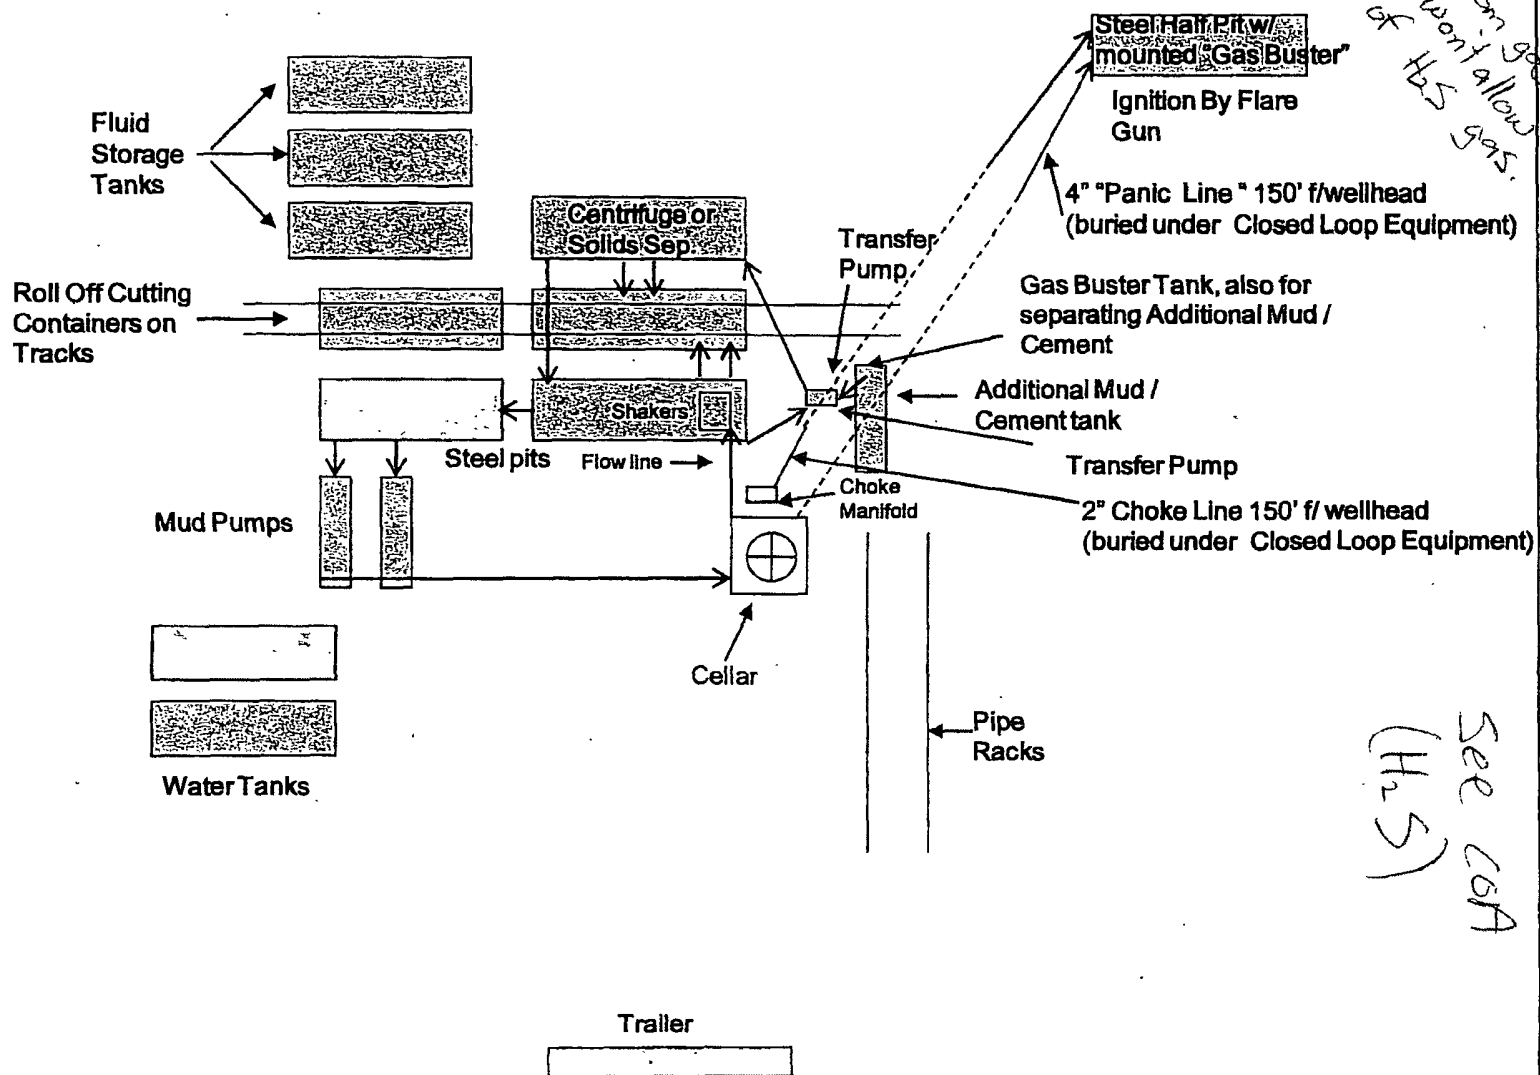 Steel Half Pit w/
mounted "Gas Buster"
Ignition By Flare
Gun
won't allow
of H2S gas.
Fluid
Storage
Tanks
4" "Panic Line " 150' f/wellhead
(buried under Closed Loop Equipment)
Centrifuge or
Solids Sep.
Transfer
Pump
Roll Off Cutting
Containers on
Tracks
Gas Buster Tank, also for
separating Additional Mud /
Cement
Additional Mud /
Cement tank
Shakers
Steel pits
Flow line
Transfer Pump
Choke
Manifold
2" Choke Line 150' f/ wellhead
(buried under Closed Loop Equipment)
Mud Pumps
Cellar
Pipe
Racks
Water Tanks
See COA
(H2S)
Trailer